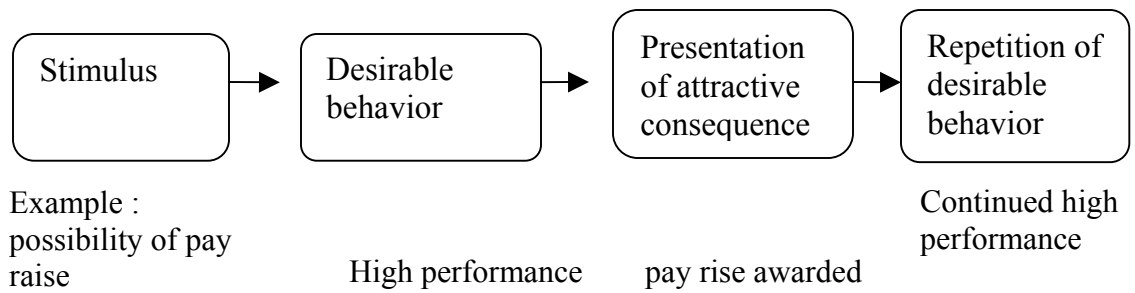 Stimulus
Desirable
behavior
Presentation
of attractive
consequence
Repetition of
desirable
behavior
Example :
possibility of pay
raise
High performance
pay rise awarded
Continued high
performance